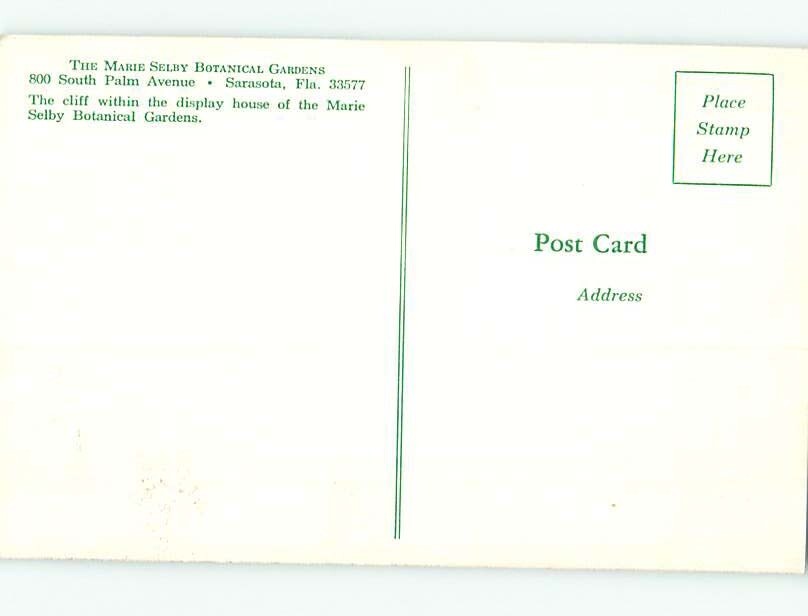 The Marie Selby Botanical Gardens
800 South Palm Avenue • Sarasota, Fla. 33577
The cliff within the display house of the Marie
Selby Botanical Gardens.
Place
Stamp
Here
Post Card
Address